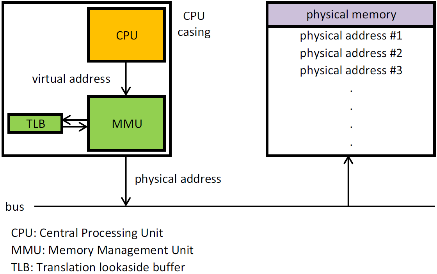 CPU
CPU
casing
virtual address
TLB
MMU
physical address
bus
physical memory
physical address #1
physical address #2
physical address #3
.
.
.
.
CPU: Central Processing Unit
MMU: Memory Management Unit
TLB: Translation lookaside buffer